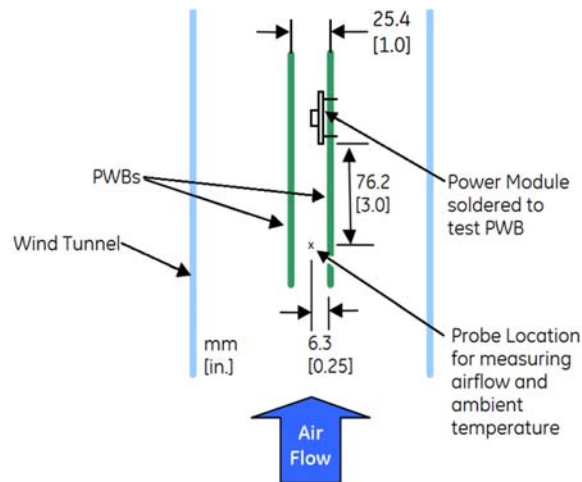 25.4
[1.0]
PWBs
76.2
[3.0]
Power Module
soldered to
test PWB
Wind Tunnel
x
mm
[in.]
6.3
[0.25]
Probe Location
for measuring
airflow and
ambient
temperature
Air
Flow